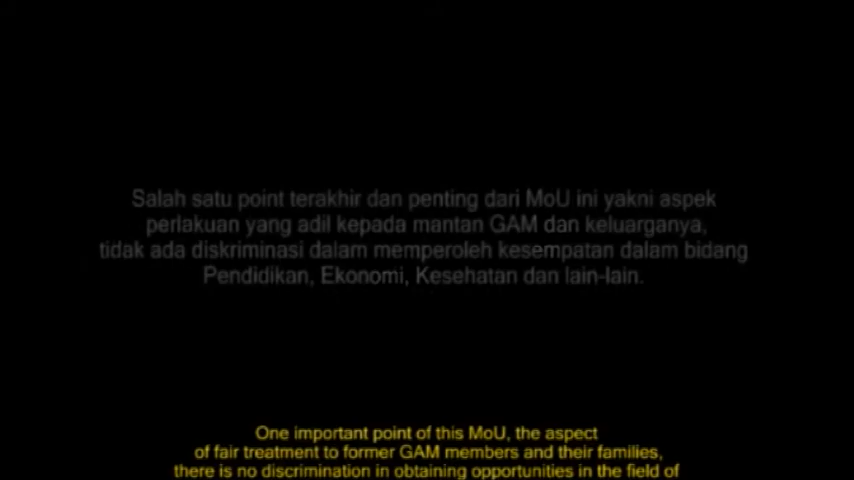 Salah satu point terakhir dan penting dari MoU ini yakni aspek
perlakuan yang adil kepada mantan GAM dan keluarganya,
tidak ada diskriminasi dalam memperoleh kesempatan dalam bidang
Pendidikan, Ekonomi, Kesehatan dan lain-lain.
One important point of this MoU, the aspect
of fair treatment to former GAM members and their families,
there is no discrimination in obtaining opportunities in the field of